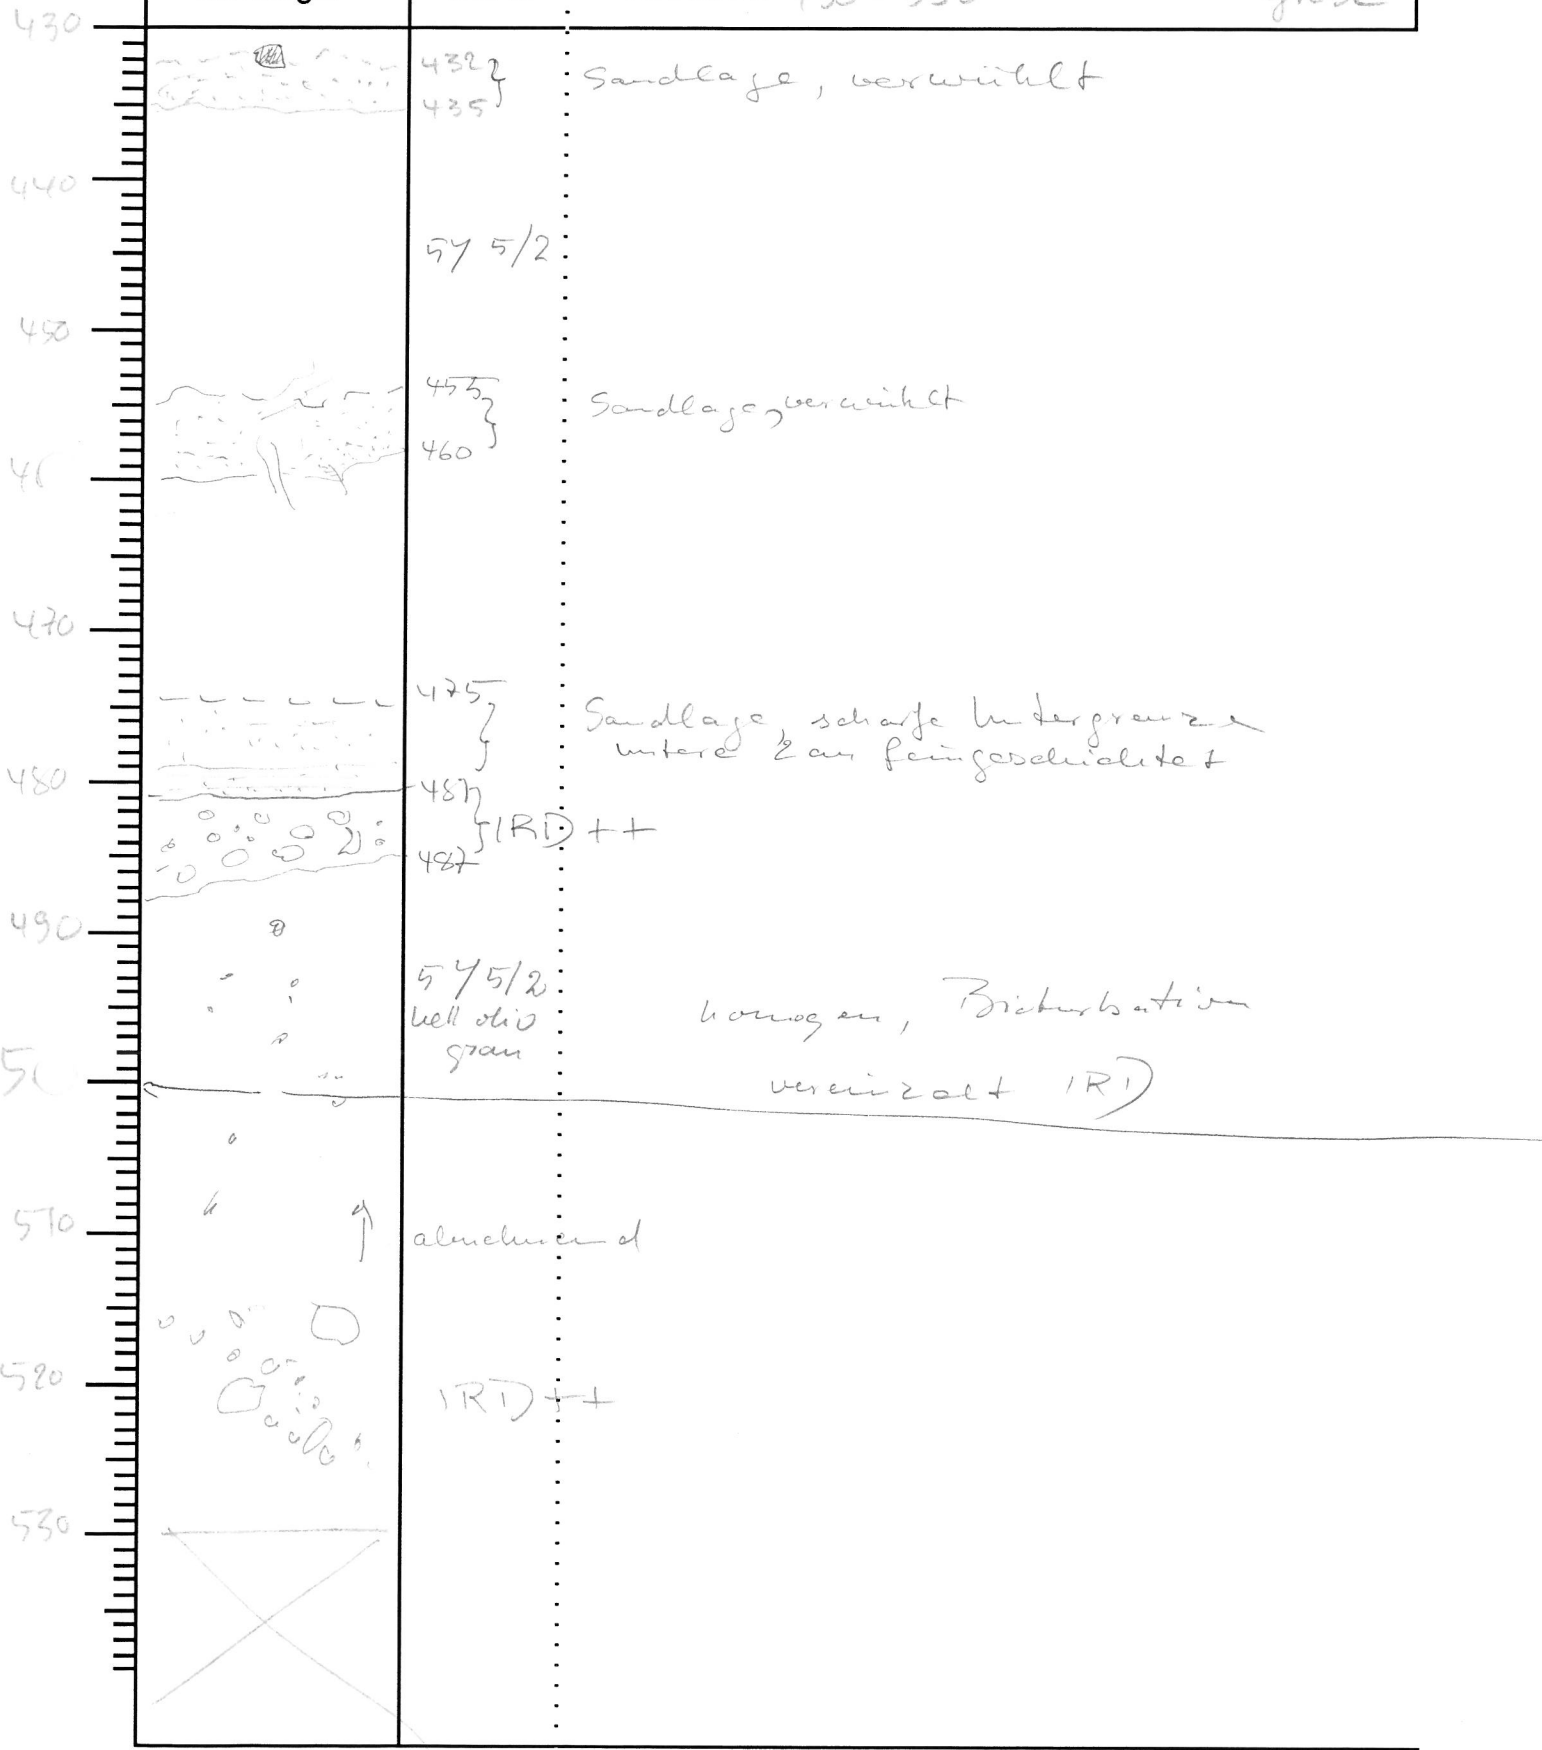 430
432
Sandlage, verwühlt
435
440
5Y 5/2
450
455
Sandlage, verwühlt
460
470
475
Sandlage, scharfe Untergrenze
untere 2 cm feingeschichtet
480
481
IRD ++
487
490
5Y 5/2
hell oliv
grau
homogen, Bioturbation
vereinzelt IRD
510
abnehmend
520
IRD ++
530